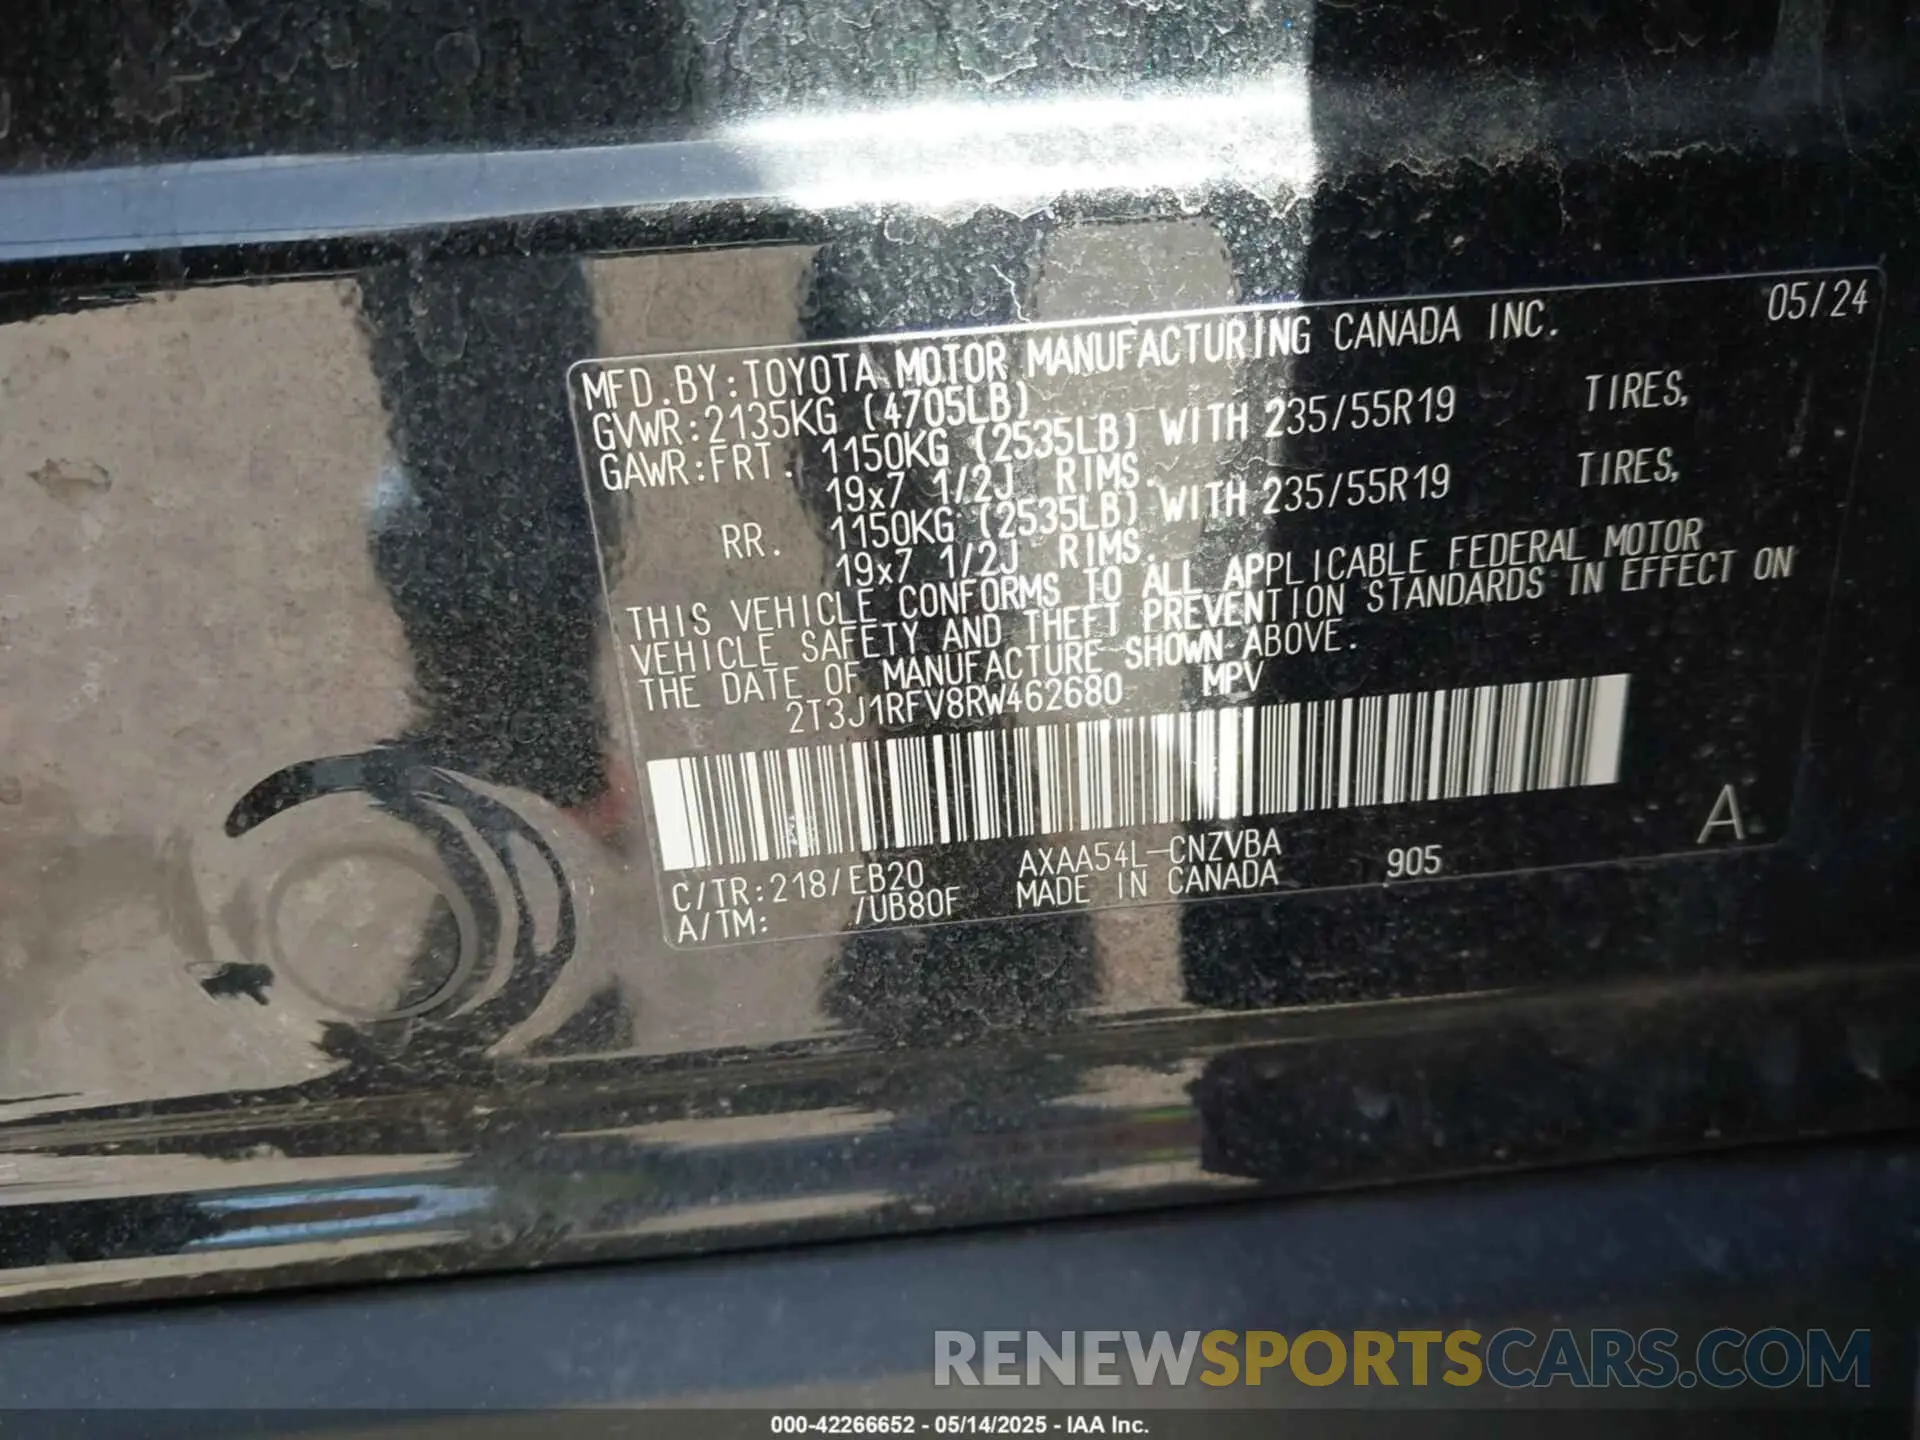 05/24
MFD.BY:TOYOTA MOTOR MANUFACTURING CANADA INC.
GVWR:2135KG (4705LB)
GAWR:FRT. 1150KG (2535LB) WITH 235/55R19 TIRES,
19x7 1/2J RIMS.
RR. 1150KG (2535LB) WITH 235/55R19 TIRES,
19x7 1/2J RIMS.
THIS VEHICLE CONFORMS TO ALL APPLICABLE FEDERAL MOTOR
VEHICLE SAFETY AND THEFT PREVENTION STANDARDS IN EFFECT ON
THE DATE OF MANUFACTURE SHOWN ABOVE.
2T3J1RFV8RW462680 MPV
A
C/TR:218/EB20 AXAA54L-CNZVBA 905
A/TM: /UB80F MADE IN CANADA
RENEWSPORTSCARS.COM
000-42266652 - 05/14/2025 - IAA Inc.